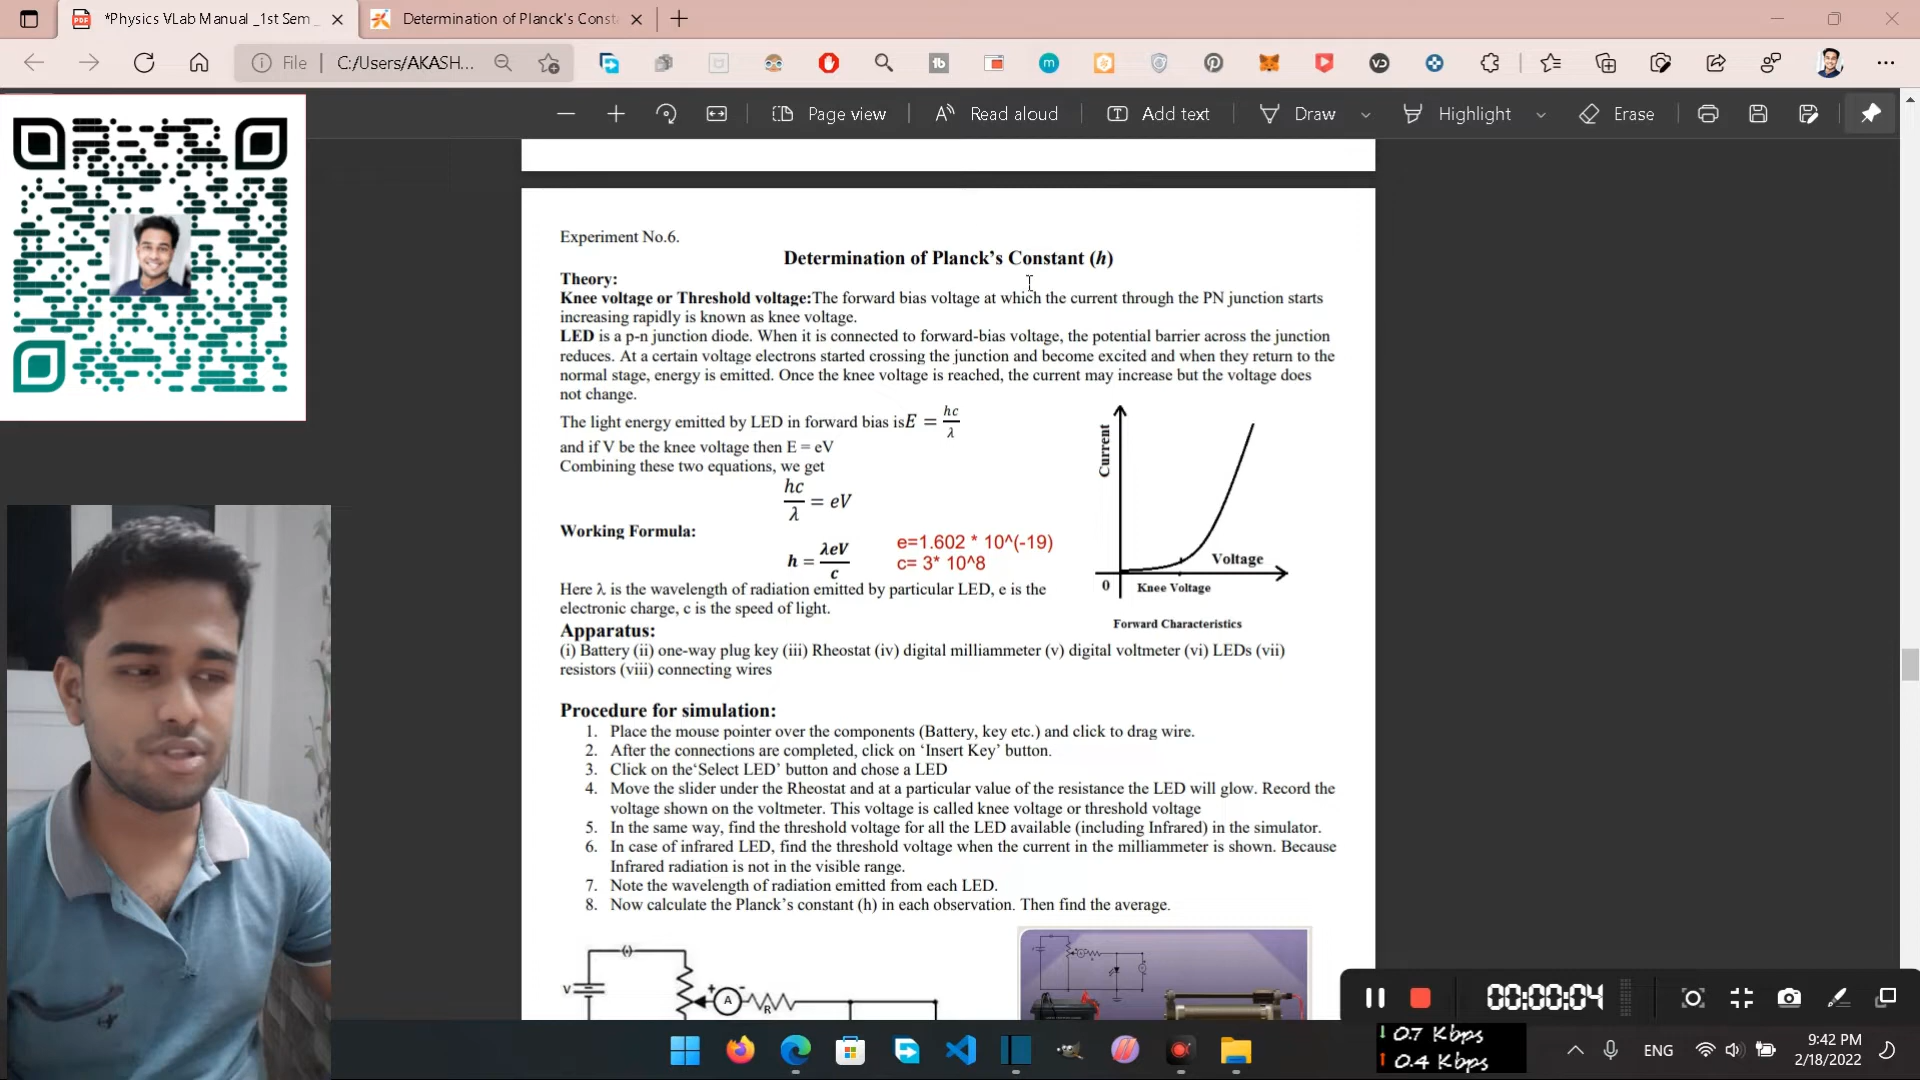 *Physics VLab Manual _1st Sem _
Determination of Planck's Const
File
C:/Users/AKASH...
Page view
Read aloud
Add text
Draw
Highlight
Erase
Experiment No.6.
Determination of Planck's Constant (h)
Theory:
Knee voltage or Threshold voltage:The forward bias voltage at which the current through the PN junction starts
increasing rapidly is known as knee voltage.
LED is a p-n junction diode. When it is connected to forward-bias voltage, the potential barrier across the junction
reduces. At a certain voltage electrons started crossing the junction and become excited and when they return to the
normal stage, energy is emitted. Once the knee voltage is reached, the current may increase but the voltage does
not change.
The light energy emitted by LED in forward bias isE = hc/λ
and if V be the knee voltage then E = eV
Combining these two equations, we get
hc/λ = eV
Working Formula:
h = λeV/c
e=1.602 * 10^(-19)
c= 3* 10^8
Here λ is the wavelength of radiation emitted by particular LED, e is the
electronic charge, c is the speed of light.
Current
Voltage
0
Knee Voltage
Forward Characteristics
Apparatus:
(i) Battery (ii) one-way plug key (iii) Rheostat (iv) digital milliammeter (v) digital voltmeter (vi) LEDs (vii)
resistors (viii) connecting wires
Procedure for simulation:
1. Place the mouse pointer over the components (Battery, key etc.) and click to drag wire.
2. After the connections are completed, click on 'Insert Key' button.
3. Click on the'Select LED' button and chose a LED
4. Move the slider under the Rheostat and at a particular value of the resistance the LED will glow. Record the
voltage shown on the voltmeter. This voltage is called knee voltage or threshold voltage
5. In the same way, find the threshold voltage for all the LED available (including Infrared) in the simulator.
6. In case of infrared LED, find the threshold voltage when the current in the milliammeter is shown. Because
Infrared radiation is not in the visible range.
7. Note the wavelength of radiation emitted from each LED.
8. Now calculate the Planck's constant (h) in each observation. Then find the average.
V
+
A
-
R
00:00:04
↓ 0.7 Kbps
↑ 0.4 Kbps
ENG
9:42 PM
2/18/2022